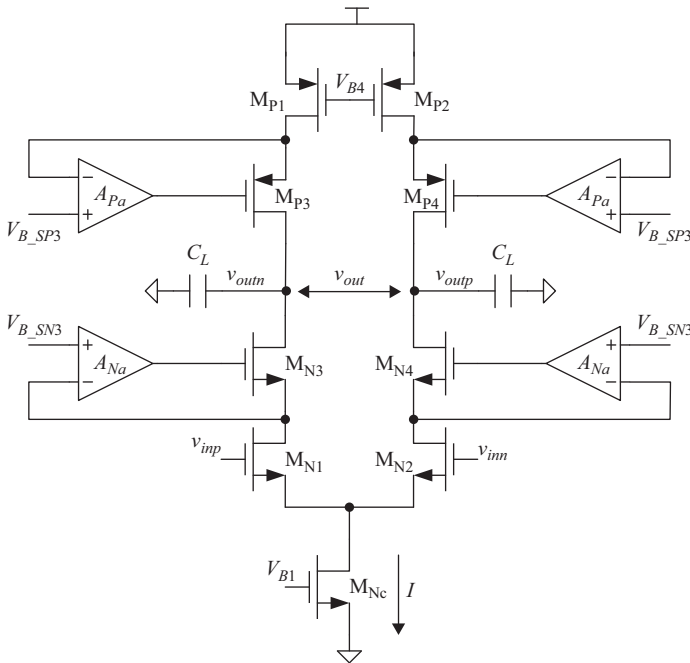 V_B4
M_P1
M_P2
−
A_Pa
+
V_B_SP3
M_P3
M_P4
−
A_Pa
+
V_B_SP3
C_L
v_outn
v_out
v_outp
C_L
V_B_SN3
+
A_Na
−
M_N3
M_N4
+
A_Na
−
V_B_SN3
v_inp
M_N1
M_N2
v_inn
V_B1
M_Nc
I